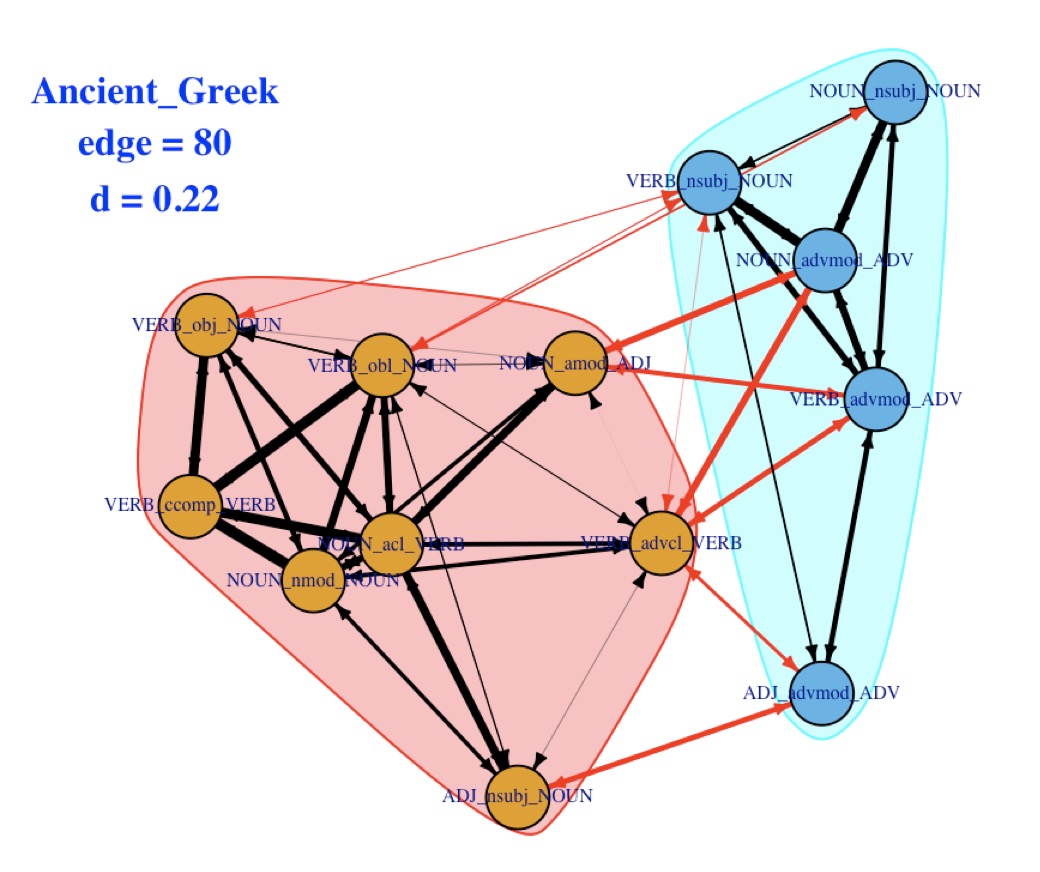 Ancient_Greek
edge = 80
d = 0.22
NOUN_nsubj_NOUN
VERB_nsubj_NOUN
NOUN_advmod_ADV
VERB_obj_NOUN
VERB_obl_NOUN
NOUN_amod_ADJ
VERB_advmod_ADV
VERB_ccomp_VERB
NOUN_acl_VERB
VERB_advcl_VERB
NOUN_nmod_NOUN
ADJ_advmod_ADV
ADJ_nsubj_NOUN